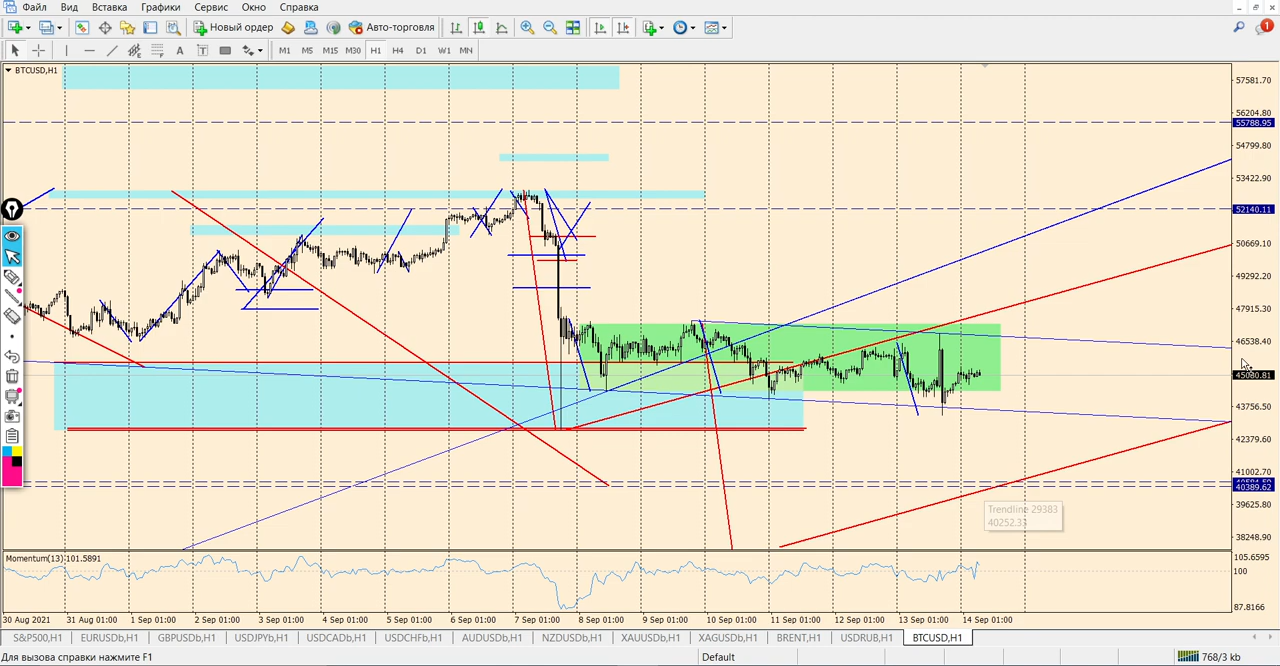 Файл Вид Вставка Графики Сервис Окно Справка
Новый ордер Авто-торговля 1
A T M1 M5 M15 M30 H1 H4 D1 W1 MN
BTCUSD,H1
57581.70
56204.80
55788.95
54799.80
53422.90
52140.11
50669.10
49292.20
47915.30
46538.40
45080.81
43756.50
42379.60
41002.70
40389.62
39625.80
38248.90
Trendline 29383
40252.33
Momentum(13) 101.5891
105.6595
100
87.8166
30 Aug 2021 31 Aug 01:00 1 Sep 01:00 2 Sep 01:00 3 Sep 01:00 4 Sep 01:00 5 Sep 01:00 6 Sep 01:00 7 Sep 01:00 8 Sep 01:00 9 Sep 01:00 10 Sep 01:00 11 Sep 01:00 12 Sep 01:00 13 Sep 01:00 14 Sep 01:00
S&P500,H1 EURUSDb,H1 GBPUSDb,H1 USDJPYb,H1 USDCADb,H1 USDCHFb,H1 AUDUSDb,H1 NZDUSDb,H1 XAUUSDb,H1 XAGUSDb,H1 BRENT,H1 USDRUB,H1 BTCUSD,H1
Для вызова справки нажмите F1 Default 768/3 kb